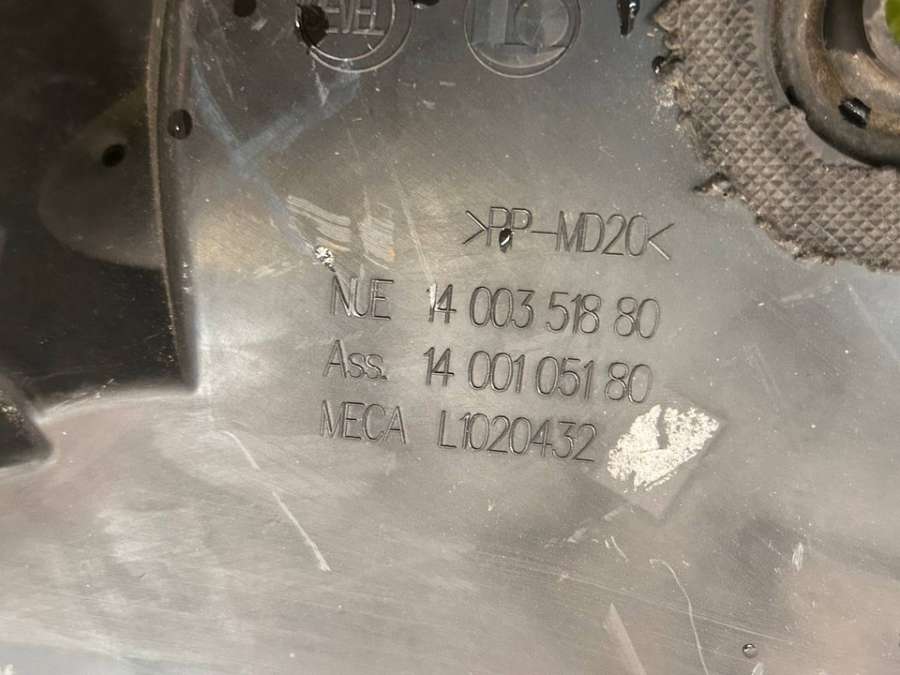 >PP-MD20<
NUE 14 003 518 80
Ass. 14 001 051 80
MECA L1020432